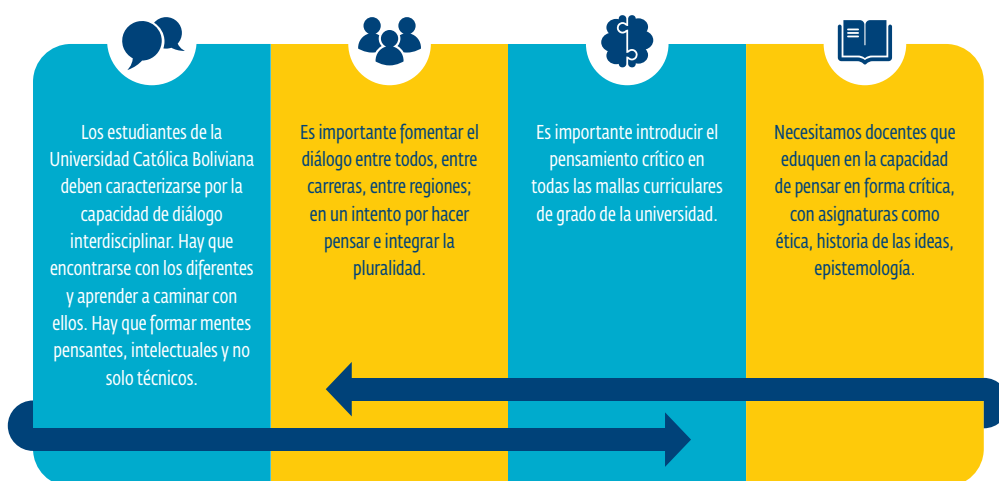 Los estudiantes de la
Universidad Católica Boliviana
deben caracterizarse por la
capacidad de diálogo
interdisciplinar. Hay que
encontrarse con los diferentes
y aprender a caminar con
ellos. Hay que formar mentes
pensantes, intelectuales y no
solo técnicos.
Es importante fomentar el
diálogo entre todos, entre
carreras, entre regiones;
en un intento por hacer
pensar e integrar la
pluralidad.
Es importante introducir el
pensamiento crítico en
todas las mallas curriculares
de grado de la universidad.
Necesitamos docentes que
eduquen en la capacidad
de pensar en forma crítica,
con asignaturas como
ética, historia de las ideas,
epistemología.